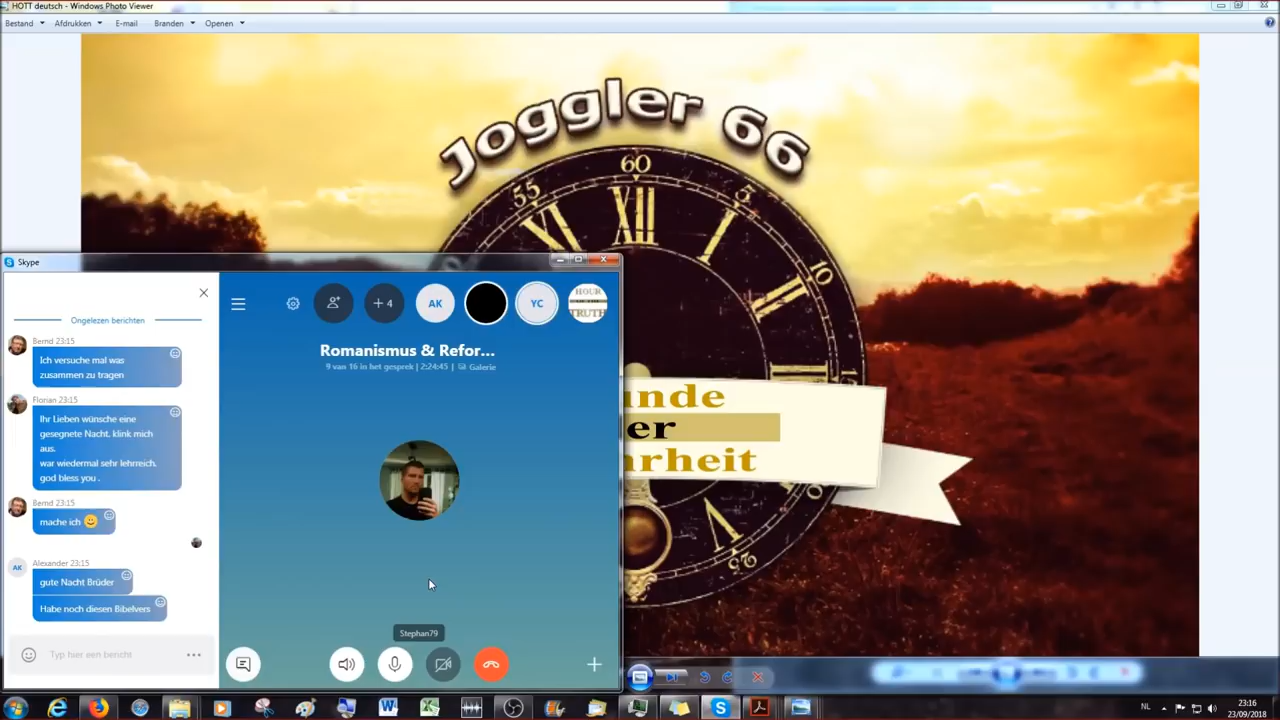 HOTT deutsch - Windows Photo Viewer
Bestand Afdrukken E-mail Branden Openen
Joggler 66
60
55 5
XII
I
10
unde
er
hrheit
V
25
Skype
Ongelezen berichten
Bernd 23:15
Ich versuche mal was
zusammen zu tragen
Florian 23:15
Ihr Lieben wünsche eine
gesegnete Nacht, klink mich
aus.
war wiedermal sehr lehrreich.
god bless you .
Bernd 23:15
mache ich
AK
Alexander 23:15
gute Nacht Brüder
Habe noch diesen Bibelvers
Typ hier een bericht
+ 4
AK
YC
HOUR
TRUTH
Romanismus & Refor...
9 van 16 in het gesprek | 2:24:45 | Galerie
Stephan79
NL
23:16
23/09/2018